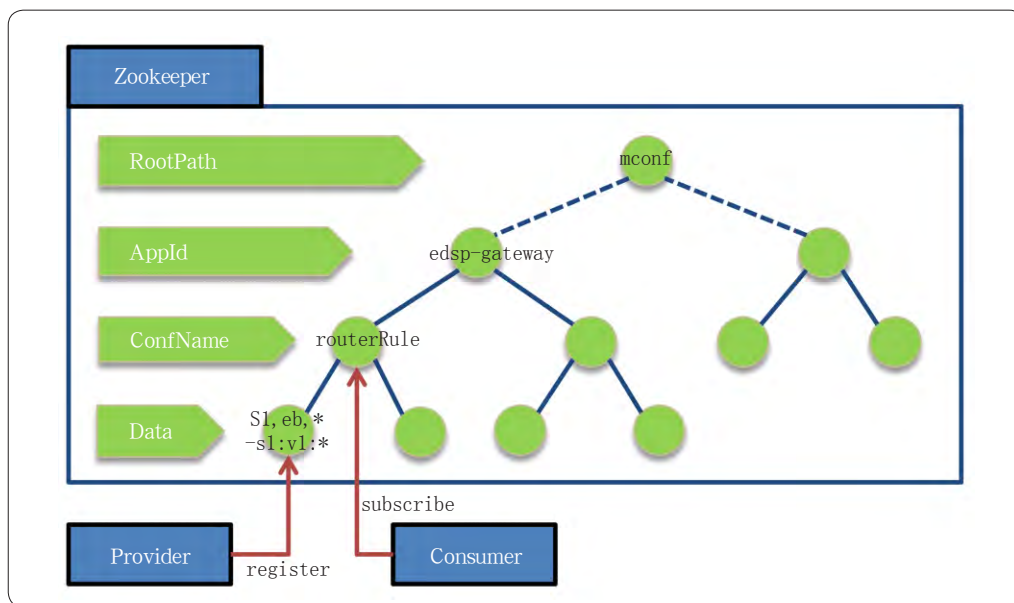 Zookeeper
RootPath
mconf
AppId
edsp-gateway
ConfName
routerRule
Data
S1,eb,*
-s1:v1:*
subscribe
Provider
register
Consumer